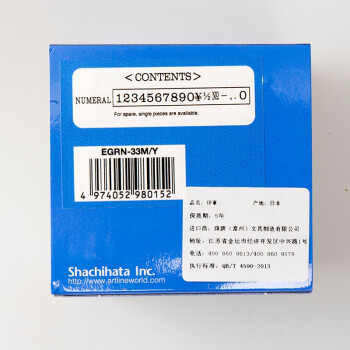 <CONTENTS>
NUMERAL 1234567890¥½ -,.0
For spare, single pieces are available.
EGRN-33M/Y
4 974052 980152
品名：印章 产地：日本
保质期：5年
进口商：旗牌（常州）文具制造有限公司
地址：江苏省金坛市经济开发区中兴路1号
电话：400 860 8613/400 860 9178
执行标准：QB/T 4590-2013
Shachihata Inc.
http://www.artlineworld.com/